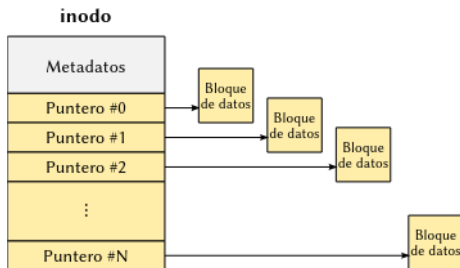 inodo
Metadatos
Puntero #0
Puntero #1
Puntero #2
⋮
Puntero #N
Bloque
de datos
Bloque
de datos
Bloque
de datos
Bloque
de datos